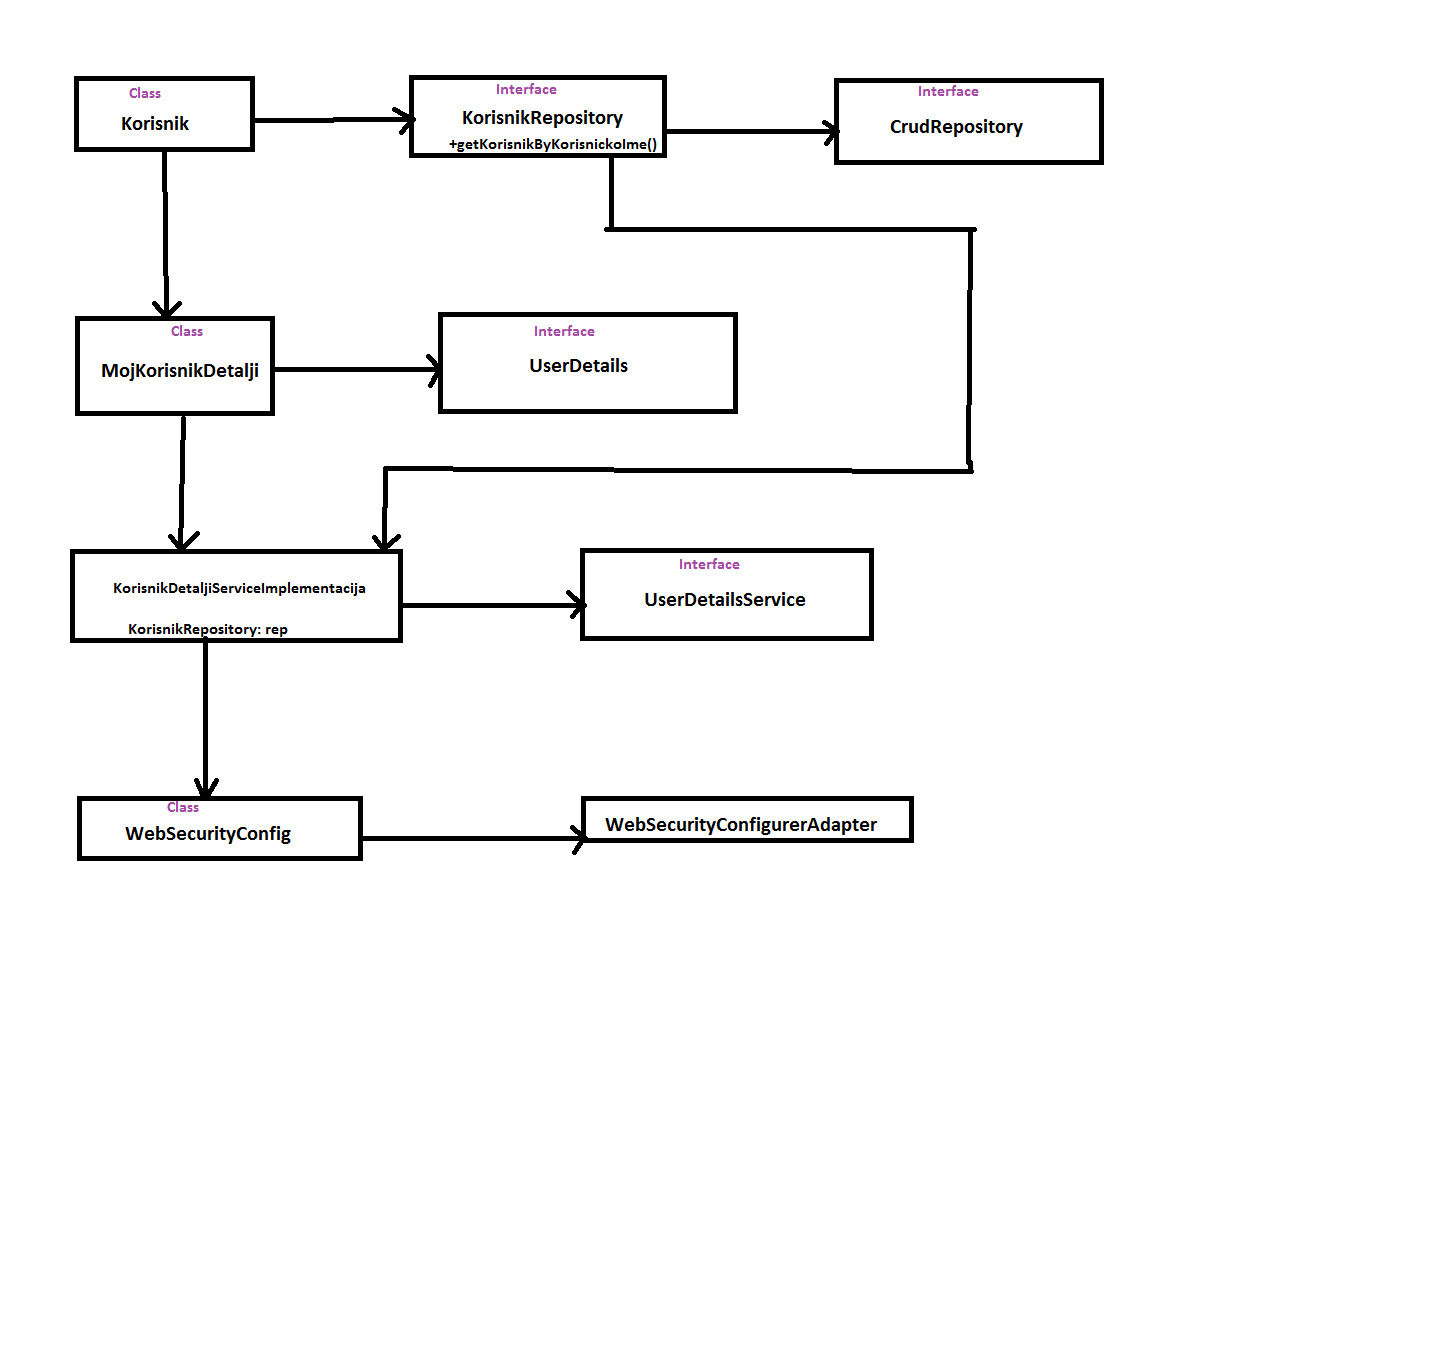 Class
Korisnik
Interface
KorisnikRepository
+getKorisnikByKorisnickoIme()
Interface
CrudRepository
Class
MojKorisnikDetalji
Interface
UserDetails
KorisnikDetaljiServiceImplementacija
KorisnikRepository: rep
Interface
UserDetailsService
Class
WebSecurityConfig
WebSecurityConfigurerAdapter